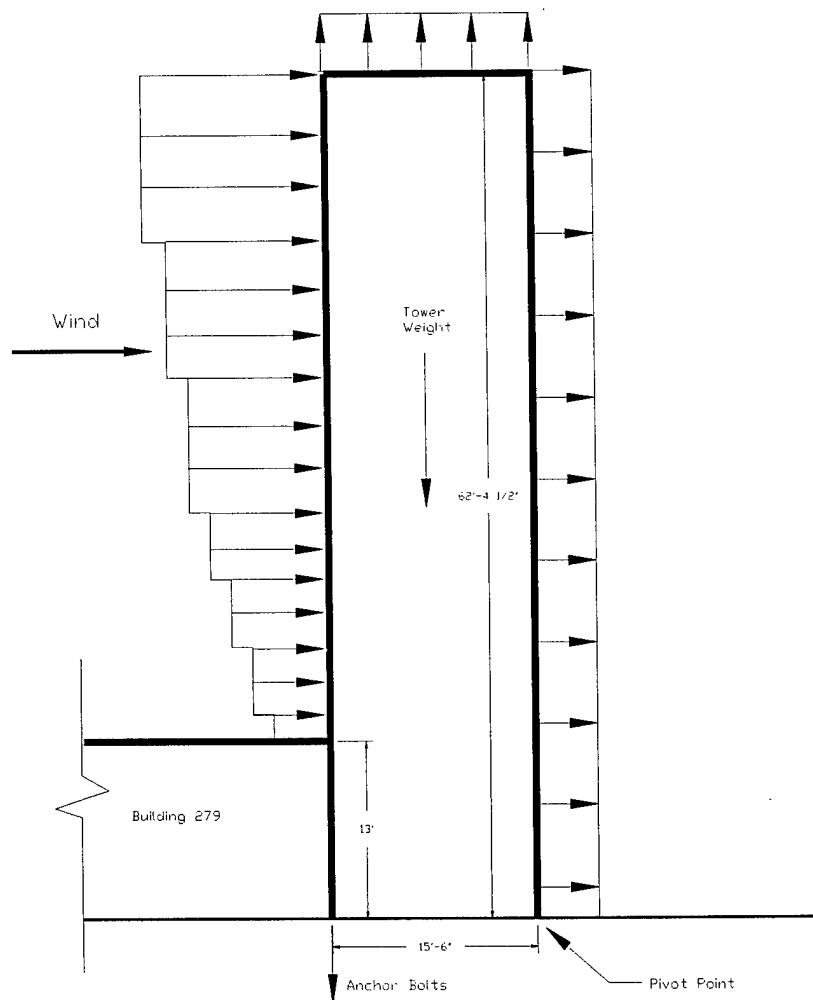 Wind
Tower
Weight
62'-4 1/2"
Building 279
13'
15'-6"
Anchor Bolts
Pivot Point